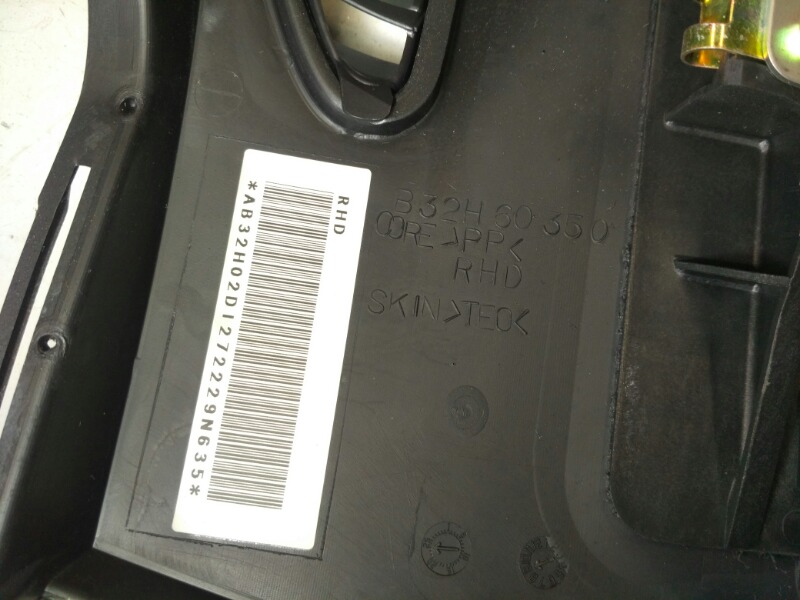 RHD
*AB32H02D1272229N635*
B32H 60 350
CORE >PP<
RHD
SKIN >TEO<